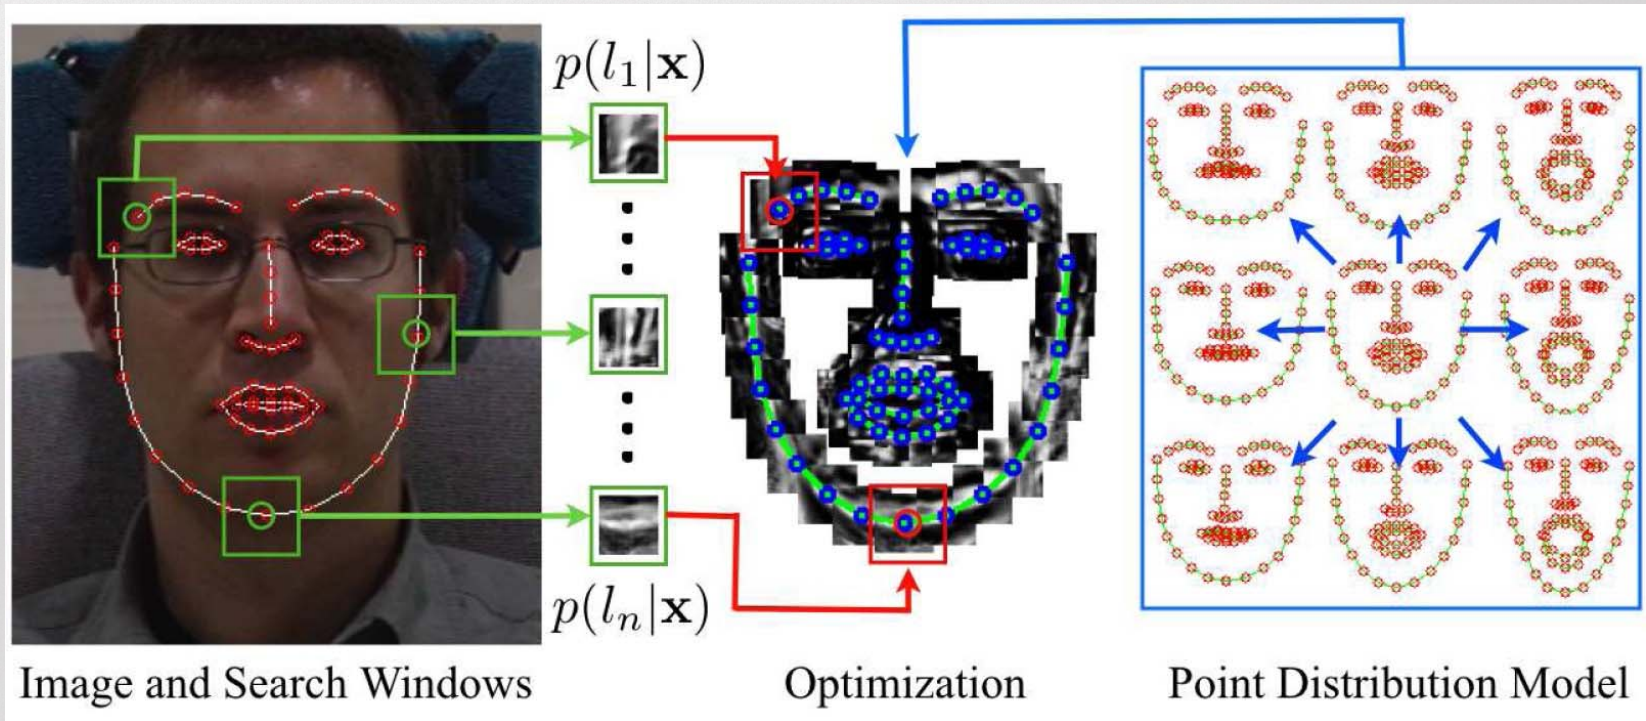 p(l₁|x)
p(lₙ|x)
Image and Search Windows
Optimization
Point Distribution Model